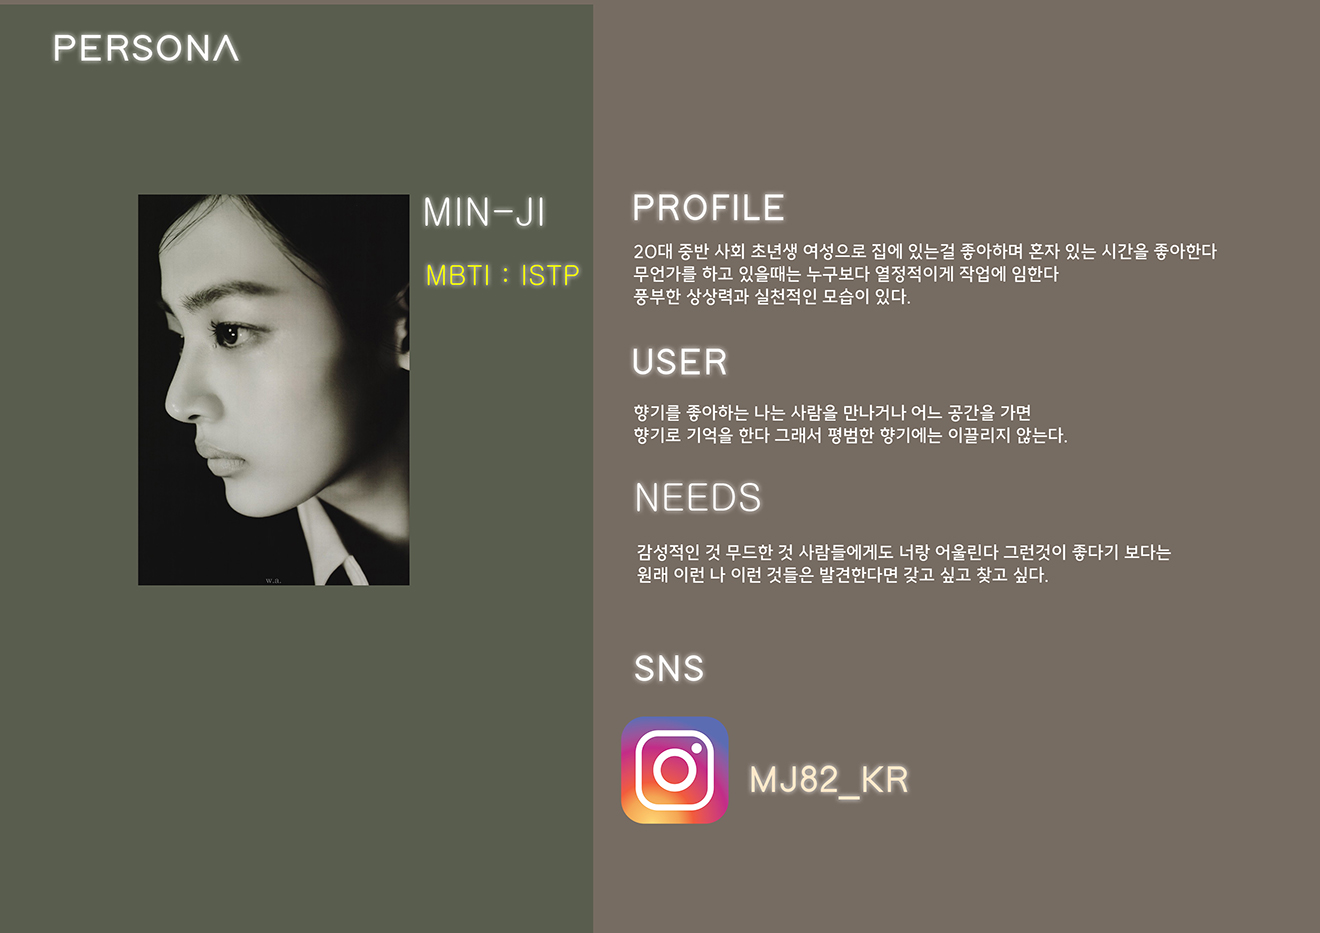 PERSONA
MIN-JI
MBTI : ISTP
w.a.
PROFILE
20대 중반 사회 초년생 여성으로 집에 있는걸 좋아하며 혼자 있는 시간을 좋아한다
무언가를 하고 있을때는 누구보다 열정적이게 작업에 임한다
풍부한 상상력과 실천적인 모습이 있다.
USER
향기를 좋아하는 나는 사람을 만나거나 어느 공간을 가면
향기로 기억을 한다 그래서 평범한 향기에는 이끌리지 않는다.
NEEDS
감성적인 것 무드한 것 사람들에게도 너랑 어울린다 그런것이 좋다기 보다는
원래 이런 나 이런 것들은 발견한다면 갖고 싶고 찾고 싶다.
SNS
MJ82_KR